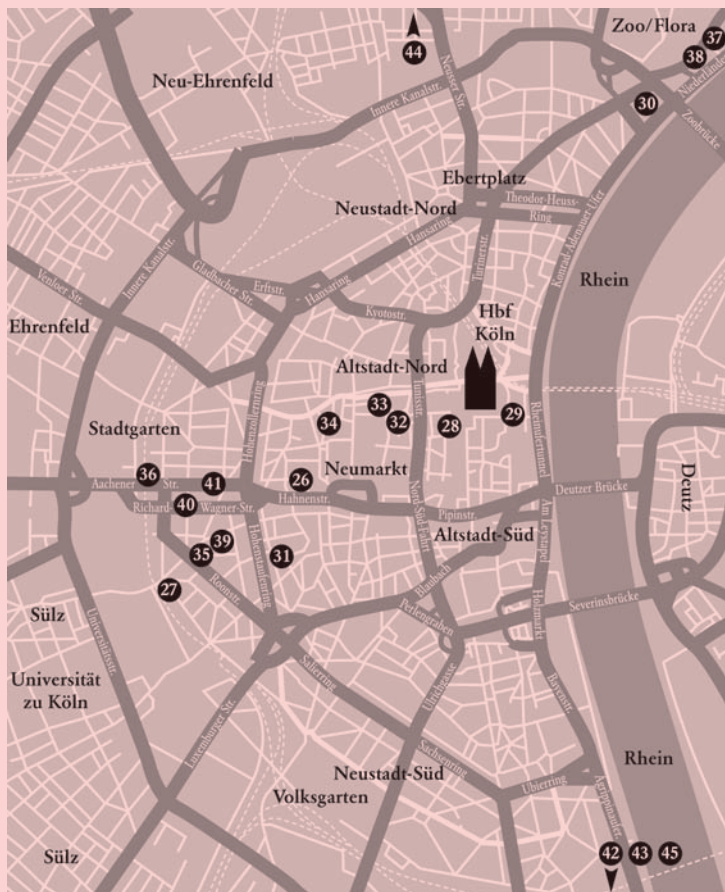 Zoo/Flora
37
38
Niederländer
44
Neusser Str.
Neu-Ehrenfeld
Innere Kanalstr.
30
Zoobrücke
Ebertplatz
Theodor-Heuss-
Ring
Neustadt-Nord
Hansaring
Konrad-Adenauer Ufer
Turinerstr.
Innere Kanalstr.
Gladbacher Str.
Erftstr.
Hansaring
Venloer Str.
Kyotostr.
Rhein
Hbf
Köln
Ehrenfeld
Altstadt-Nord
Tunisstr.
Hohenzollernring
33
34
32
28
29
Rheinufertunnel
Stadtgarten
36
Aachener Str.
41
26
Neumarkt
Hahnenstr.
Richard-
40
Wagner-Str.
Nord-Süd-Fahrt
Pipinstr.
Deutzer Brücke
Deutz
Am Leystapel
Altstadt-Süd
39
35
31
Hohenstaufenring
27
Roonstr.
Blaubach
Perlengraben
Holzmarkt
Severinsbrücke
Sülz
Universitätsstr.
Universität
zu Köln
Salierring
Ulrichgasse
Bayenstr.
Luxemburger Str.
Sachsenring
Neustadt-Süd
Volksgarten
Ubierring
Rhein
Agrippinaufer.
Sülz
42
43
45